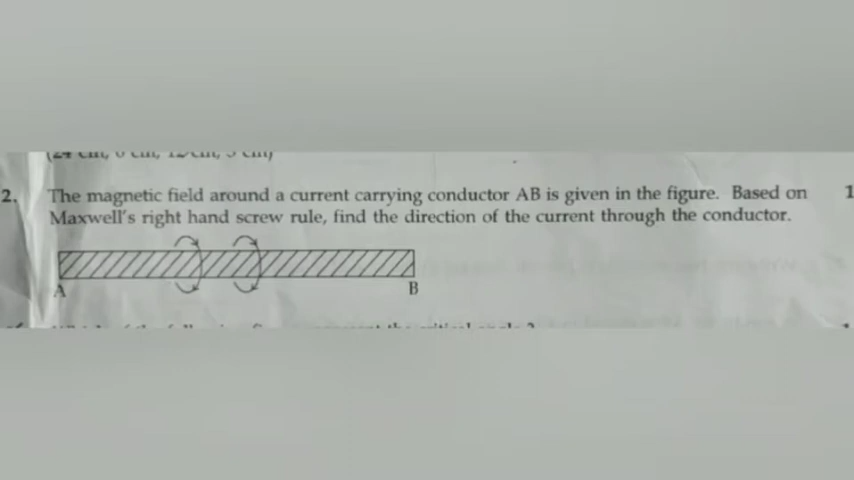 2. The magnetic field around a current carrying conductor AB is given in the figure. Based on 1
Maxwell's right hand screw rule, find the direction of the current through the conductor.
A B